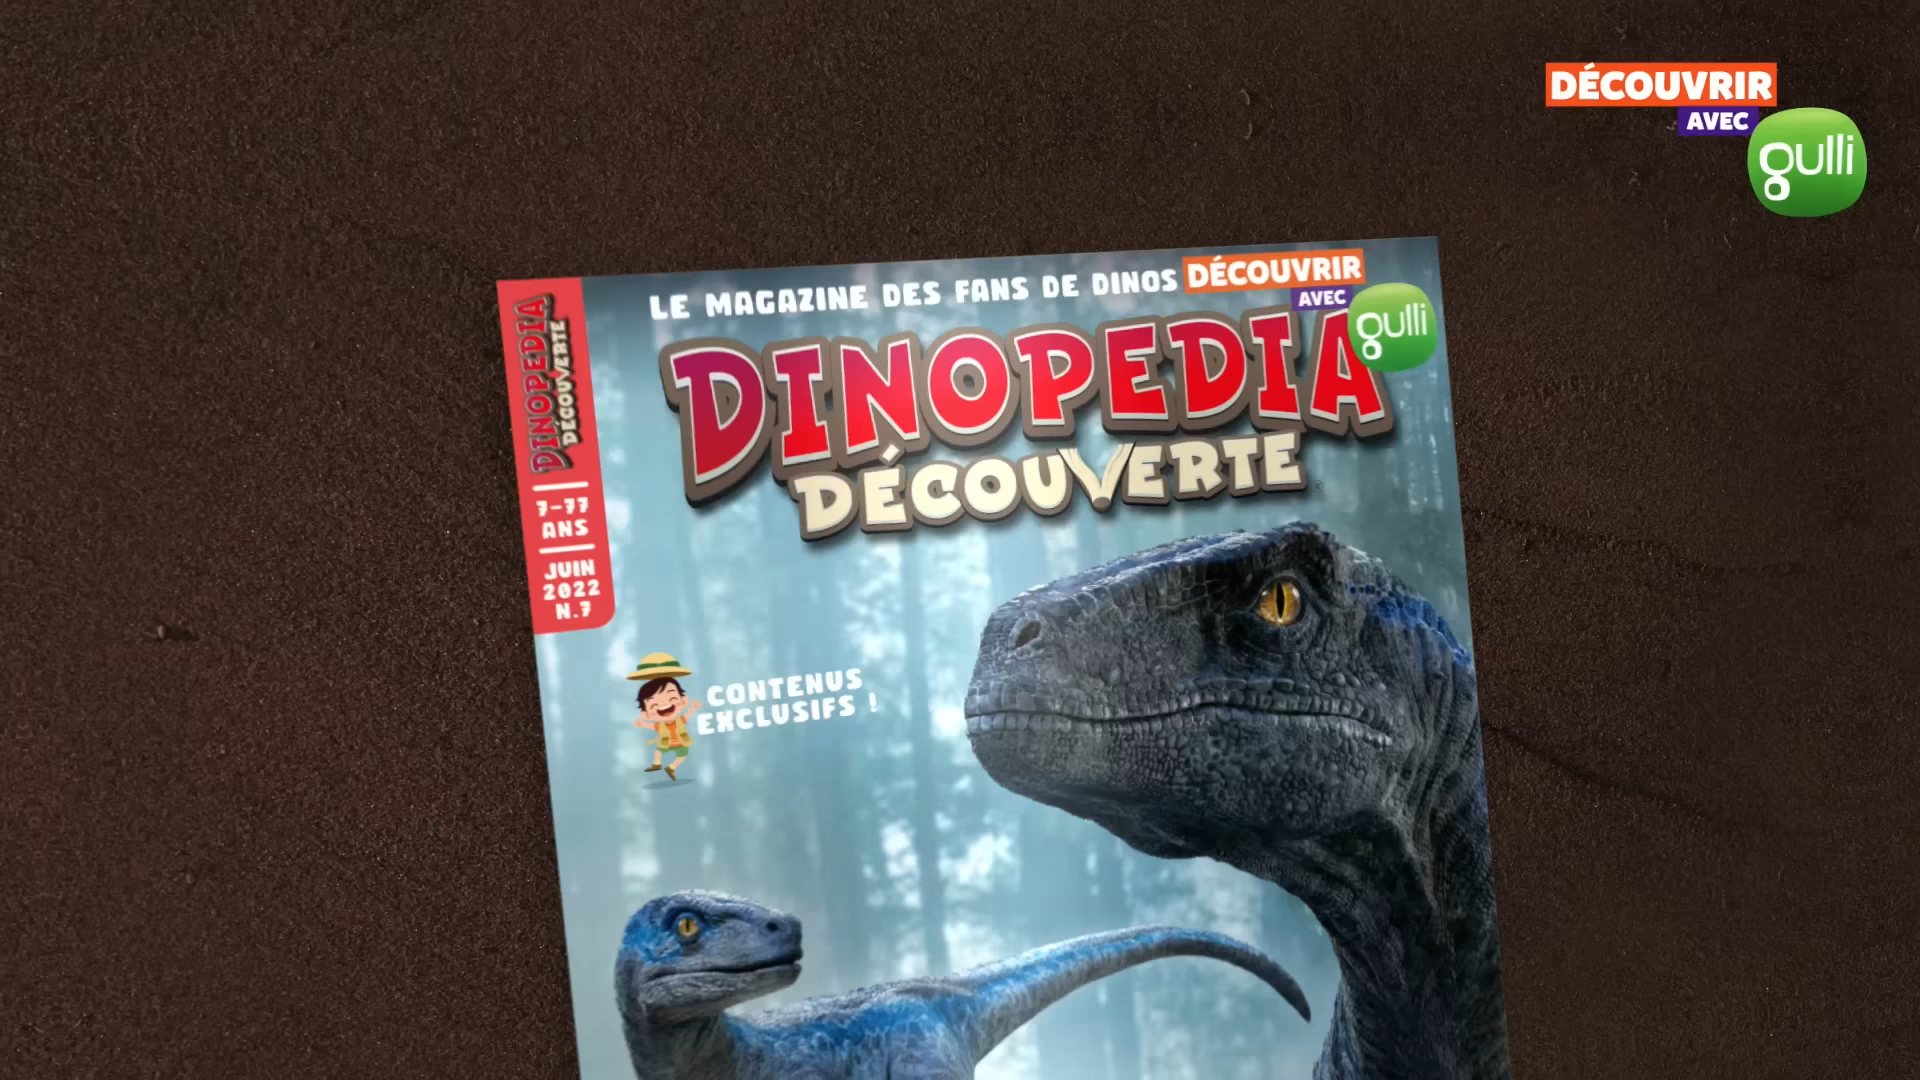 DÉCOUVRIR
AVEC
gulli
LE MAGAZINE DES FANS DE DINOS
DÉCOUVRIR
AVEC
gulli
DINOPEDIA
DÉCOUVERTE
DINOPEDIA
DÉCOUVERTE
7-77
ANS
JUIN
2022
N.7
CONTENUS
EXCLUSIFS !